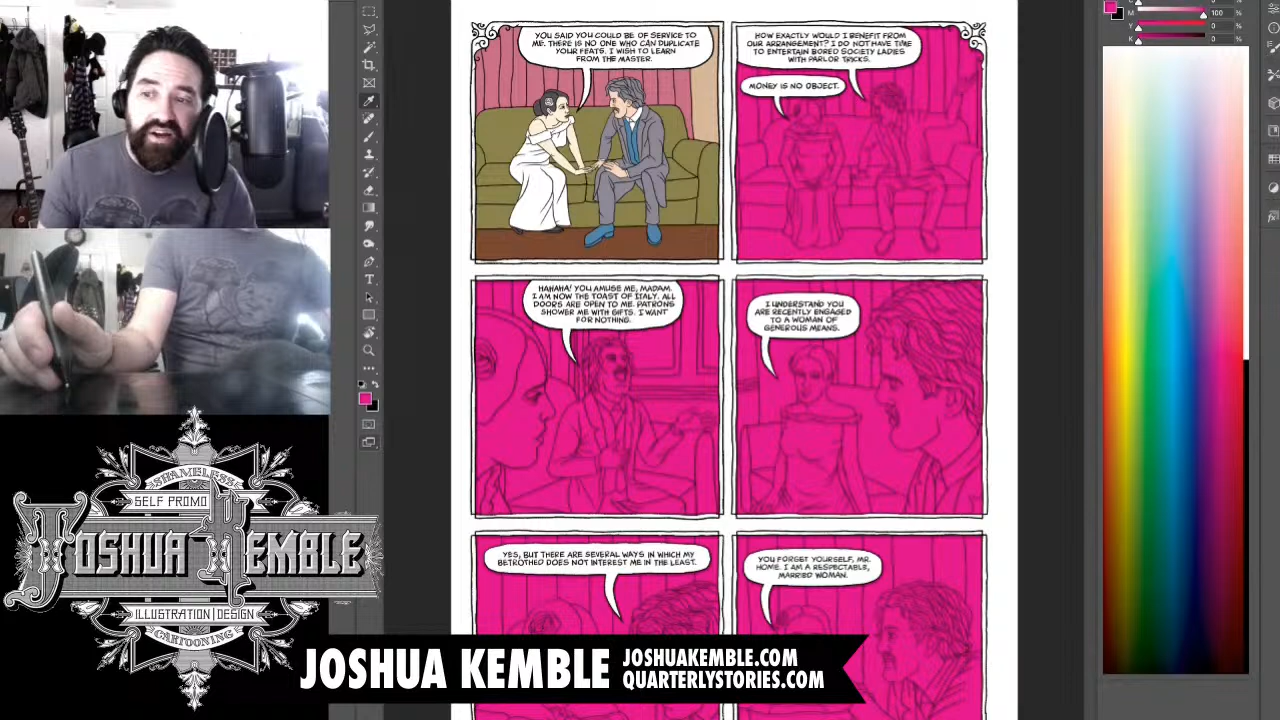 YOU SAID YOU COULD BE OF SERVICE TO
ME. THERE IS NO ONE WHO CAN DUPLICATE
YOUR FEATS. I WISH TO LEARN
FROM THE MASTER.
HOW EXACTLY WOULD I BENEFIT FROM
OUR ARRANGEMENT? I DO NOT HAVE TIME
TO ENTERTAIN BORED SOCIETY LADIES
WITH PARLOR TRICKS.
MONEY IS NO OBJECT.
HAHAHA! YOU AMUSE ME, MADAM.
I AM NOW THE TOAST OF ITALY. ALL
DOORS ARE OPEN TO ME. PATRONS
SHOWER ME WITH GIFTS. I WANT
FOR NOTHING.
I UNDERSTAND YOU
ARE RECENTLY ENGAGED
TO A WOMAN OF
GENEROUS MEANS.
YES, BUT THERE ARE SEVERAL WAYS IN WHICH MY
BETROTHED DOES NOT INTEREST ME IN THE LEAST.
YOU FORGET YOURSELF, MR.
HOME. I AM A RESPECTABLE,
MARRIED WOMAN.
M 100 %
Y 0 %
K 0 %
SHAMELESS
SELF PROMO
JOSHUA KEMBLE
ILLUSTRATION|DESIGN
CARTOONING
JOSHUA KEMBLE
JOSHUAKEMBLE.COM
QUARTERLYSTORIES.COM